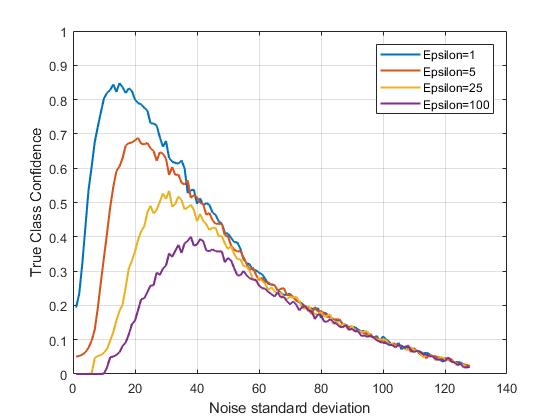 1
0.9
0.8
0.7
0.6
0.5
0.4
0.3
0.2
0.1
0
True Class Confidence
Epsilon=1
Epsilon=5
Epsilon=25
Epsilon=100
0 20 40 60 80 100 120 140
Noise standard deviation